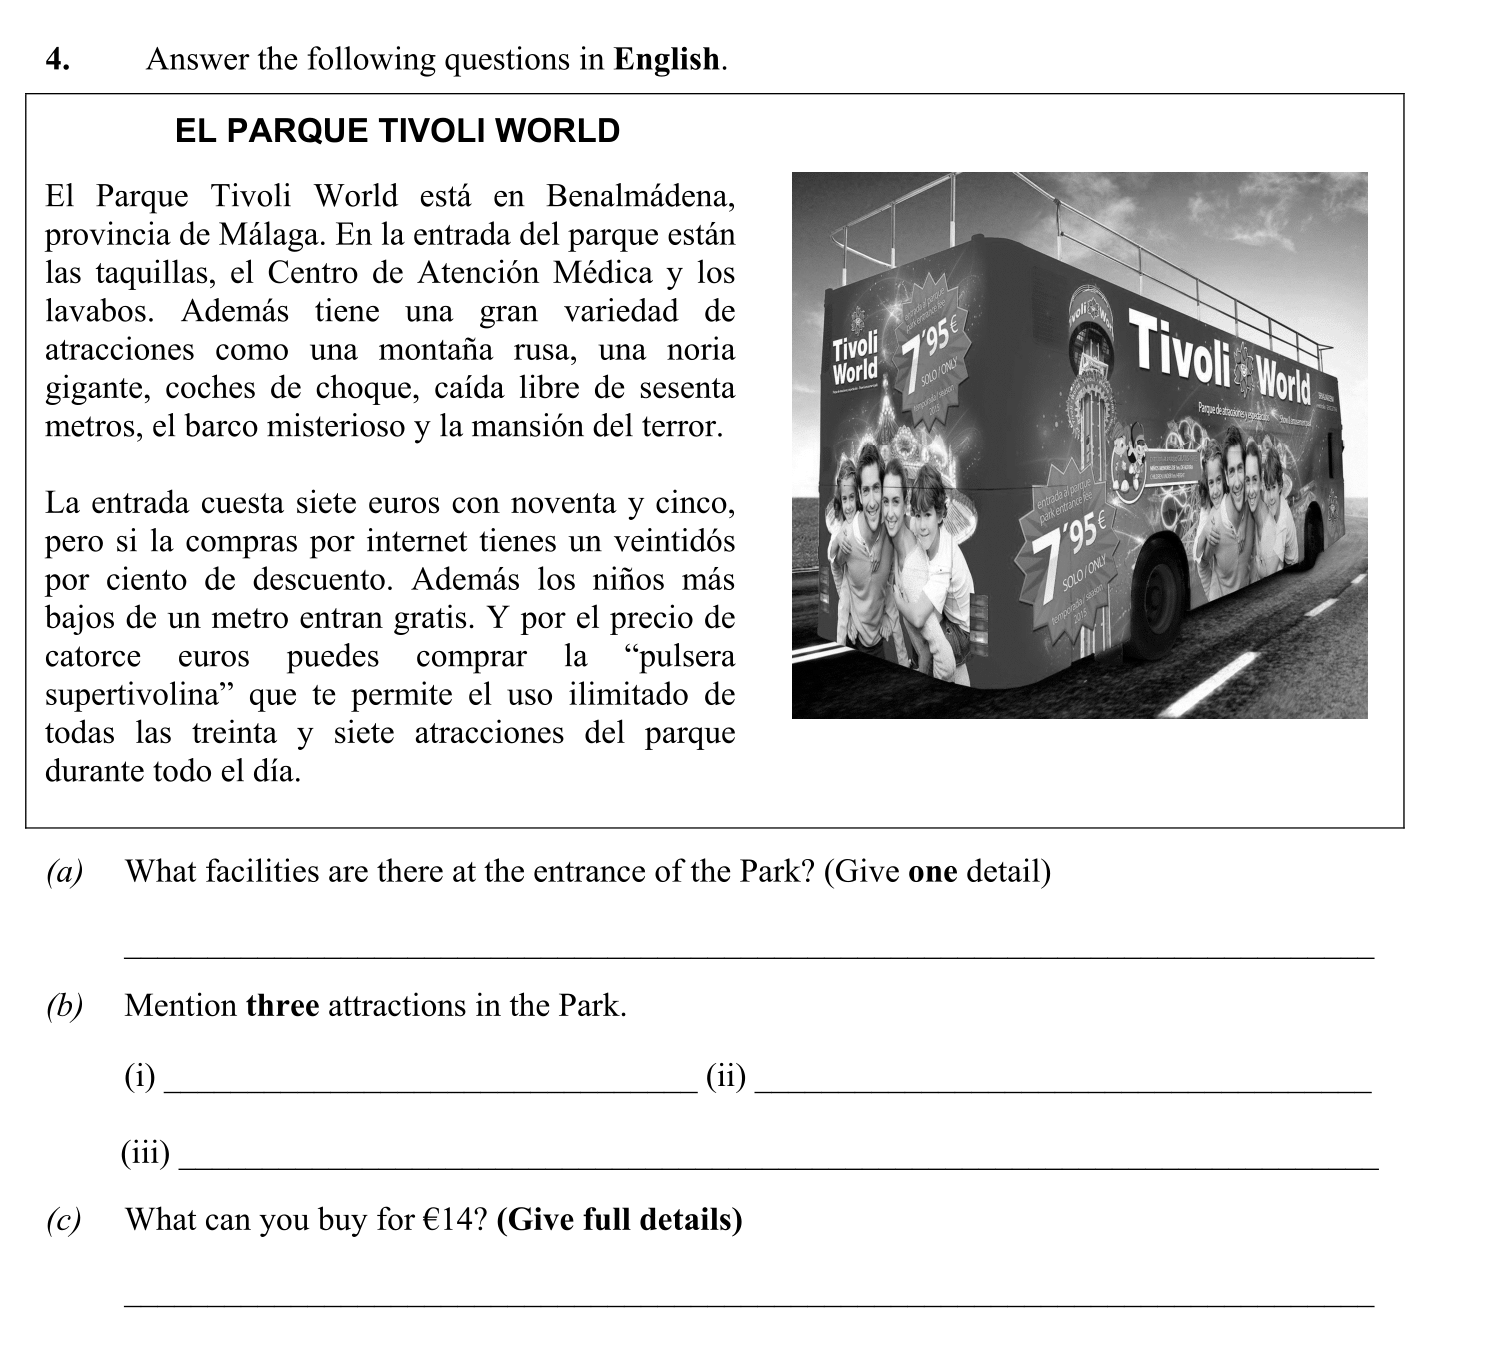 4. Answer the following questions in English.
EL PARQUE TIVOLI WORLD
El Parque Tivoli World está en Benalmádena,
provincia de Málaga. En la entrada del parque están
las taquillas, el Centro de Atención Médica y los
lavabos. Además tiene una gran variedad de
atracciones como una montaña rusa, una noria
gigante, coches de choque, caída libre de sesenta
metros, el barco misterioso y la mansión del terror.
La entrada cuesta siete euros con noventa y cinco,
pero si la compras por internet tienes un veintidós
por ciento de descuento. Además los niños más
bajos de un metro entran gratis. Y por el precio de
catorce euros puedes comprar la “pulsera
supertivolina” que te permite el uso ilimitado de
todas las treinta y siete atracciones del parque
durante todo el día.
Tivoli
World
entrada al parque
park entrance fee
7´95€
SOLO / ONLY
temporada / season
2015
Tivoli World
entrada al parque
park entrance fee
7´95€
SOLO / ONLY
temporada / season
2015
(a) What facilities are there at the entrance of the Park? (Give one detail)
(b) Mention three attractions in the Park.
(i) (ii)
(iii)
(c) What can you buy for €14? (Give full details)